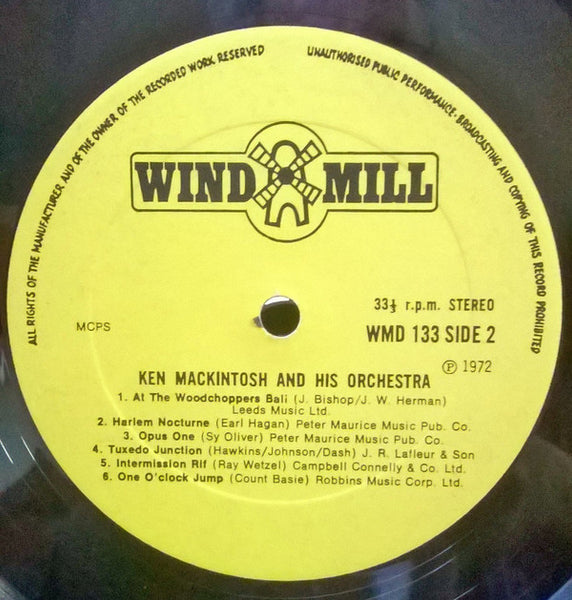 ALL RIGHTS OF THE MANUFACTURER AND OF THE OWNER OF THE RECORDED WORK RESERVED
UNAUTHORISED PUBLIC PERFORMANCE · BROADCASTING AND COPYING OF THIS RECORD PROHIBITED
WIND MILL
33⅓ r.p.m. STEREO
MCPS
WMD 133 SIDE 2
Ⓟ 1972
KEN MACKINTOSH AND HIS ORCHESTRA
1. At The Woodchoppers Ball (J. Bishop/J. W. Herman)
Leeds Music Ltd.
2. Harlem Nocturne (Earl Hagan) Peter Maurice Music Pub. Co.
3. Opus One (Sy Oliver) Peter Maurice Music Pub. Co.
4. Tuxedo Junction (Hawkins/Johnson/Dash) J. R. Lafleur & Son
5. Intermission Rif (Ray Wetzel) Campbell Connelly & Co. Ltd.
6. One O'clock Jump (Count Basie) Robbins Music Corp. Ltd.